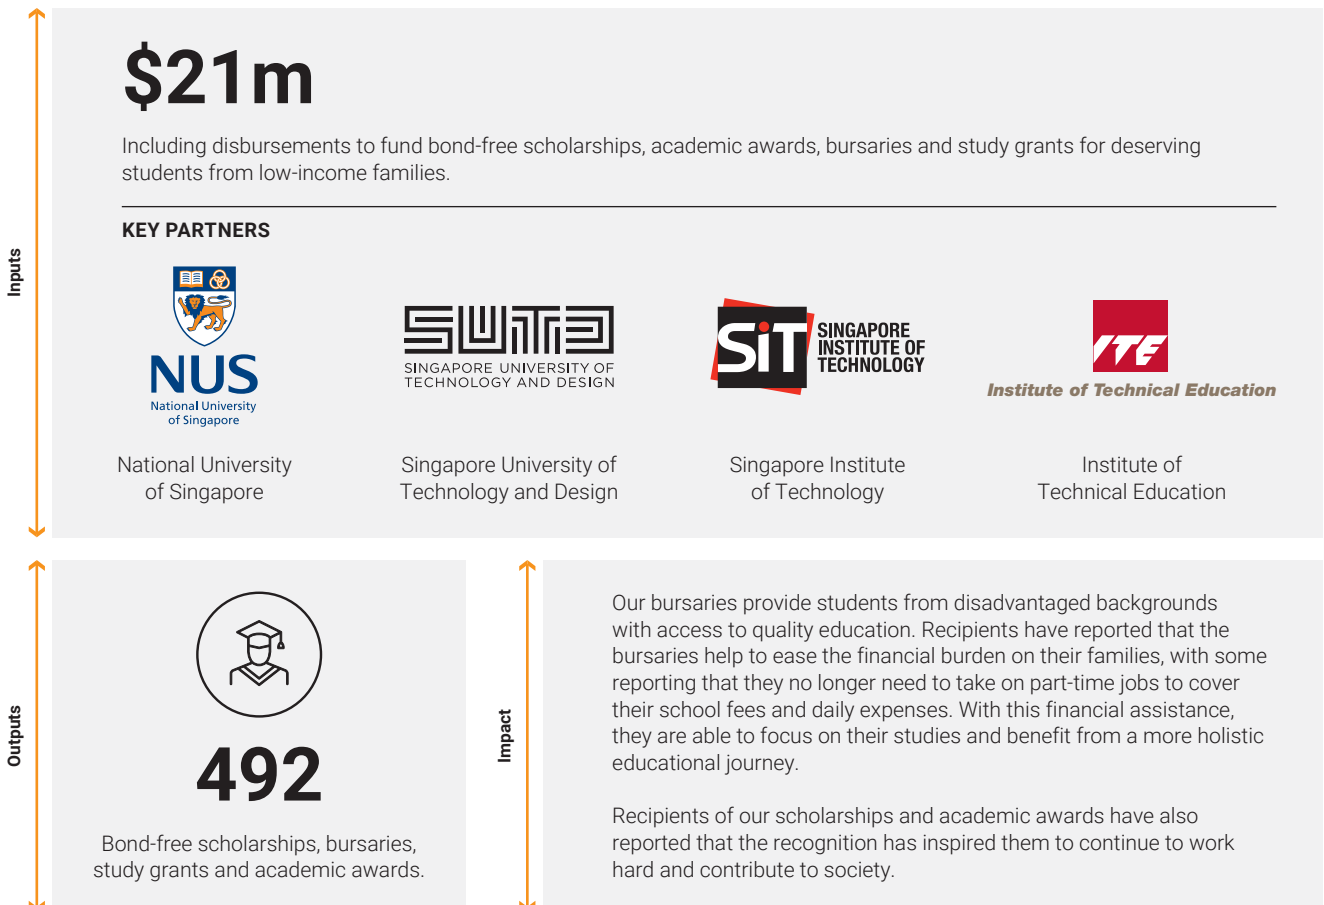 $21m
Including disbursements to fund bond-free scholarships, academic awards, bursaries and study grants for deserving
students from low-income families.
KEY PARTNERS
Inputs
NUS
National University
of Singapore
SUTD
SINGAPORE UNIVERSITY OF
TECHNOLOGY AND DESIGN
SiT
SINGAPORE
INSTITUTE OF
TECHNOLOGY
ITE
Institute of Technical Education
National University
of Singapore
Singapore University of
Technology and Design
Singapore Institute
of Technology
Institute of
Technical Education
Outputs
492
Bond-free scholarships, bursaries,
study grants and academic awards.
Impact
Our bursaries provide students from disadvantaged backgrounds
with access to quality education. Recipients have reported that the
bursaries help to ease the financial burden on their families, with some
reporting that they no longer need to take on part-time jobs to cover
their school fees and daily expenses. With this financial assistance,
they are able to focus on their studies and benefit from a more holistic
educational journey.
Recipients of our scholarships and academic awards have also
reported that the recognition has inspired them to continue to work
hard and contribute to society.